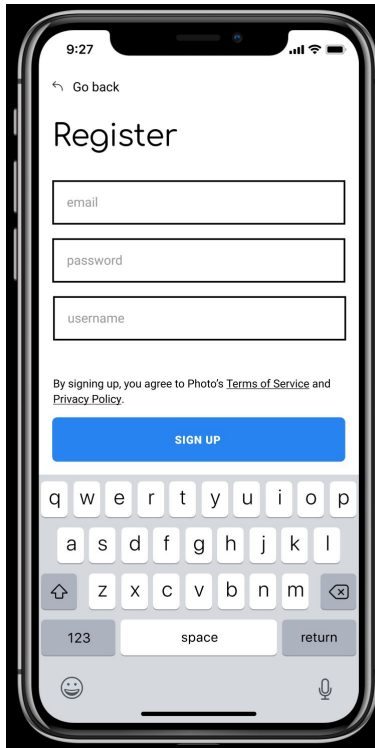 9:27
Go back
Register
email
password
username
By signing up, you agree to Photo's Terms of Service and
Privacy Policy.
SIGN UP
q w e r t y u i o p
a s d f g h j k l
z x c v b n m
123 space return